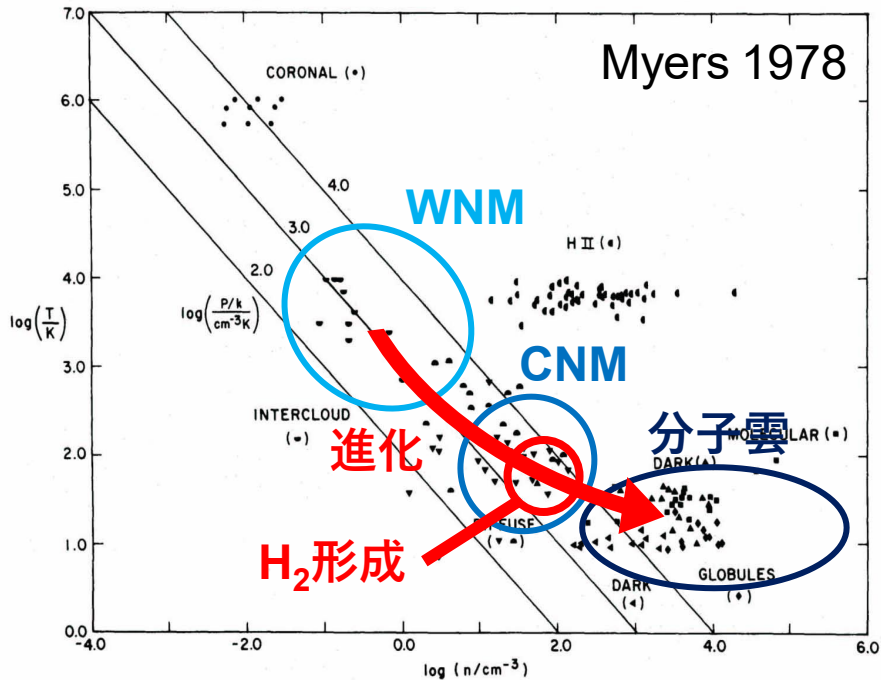 Myers 1978
7.0
6.0
5.0
4.0
3.0
2.0
1.0
0.0
log(T/K)
CORONAL (•)
WNM
4.0
3.0
2.0
log(P/k/cm⁻³K)
H II (◖)
CNM
INTERCLOUD
(◒)
進化
分子雲
MOLECULAR (▪)
DARK (▲)
DIFFUSE
(▼) (◓)
H₂形成
GLOBULES
(♦)
DARK
(◄)
-4.0
-2.0
0.0
2.0
4.0
6.0
log (n/cm⁻³)